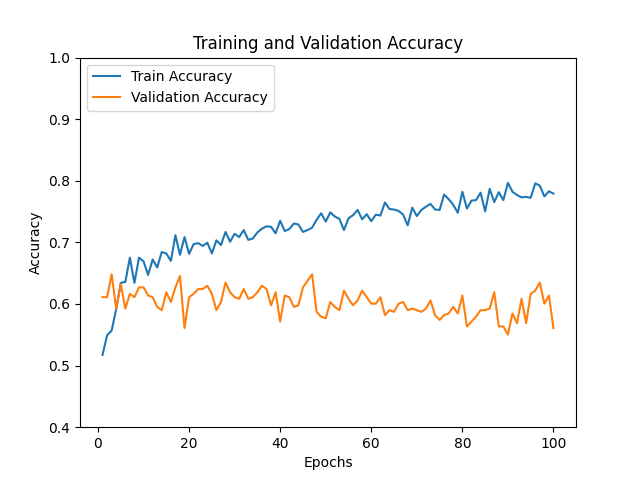 Training and Validation Accuracy
Train Accuracy
Validation Accuracy
1.0
0.9
0.8
0.7
0.6
0.5
0.4
Accuracy
0 20 40 60 80 100
Epochs